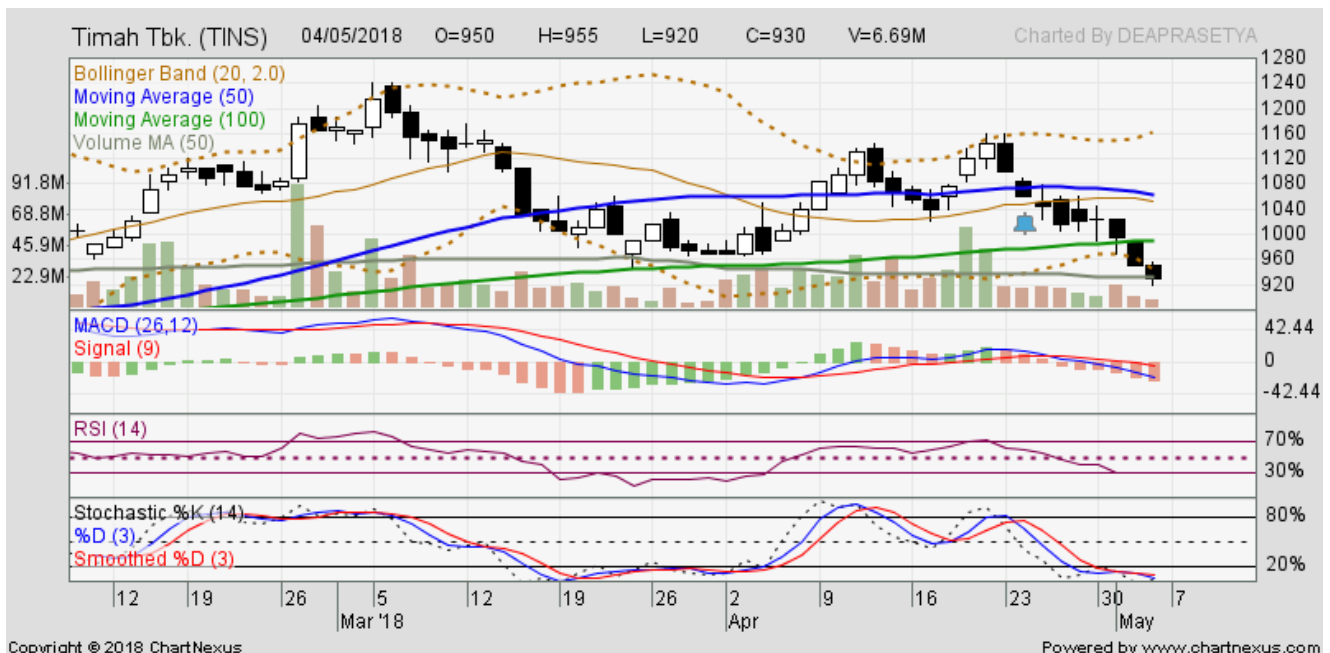 Timah Tbk. (TINS) 04/05/2018 O=950 H=955 L=920 C=930 V=6.69M Charted By DEAPRASETYA
Bollinger Band (20, 2.0)
Moving Average (50)
Moving Average (100)
Volume MA (50)
91.8M
68.8M
45.9M
22.9M
1280
1240
1200
1160
1120
1080
1040
1000
960
920
MACD (26,12)
Signal (9)
42.44
0
-42.44
RSI (14)
70%
30%
Stochastic %K (14)
%D (3)
Smoothed %D (3)
80%
20%
12 19 26 5 12 19 26 2 9 16 23 30 7
Mar '18 Apr May
Copyright © 2018 ChartNexus Powered by www.chartnexus.com